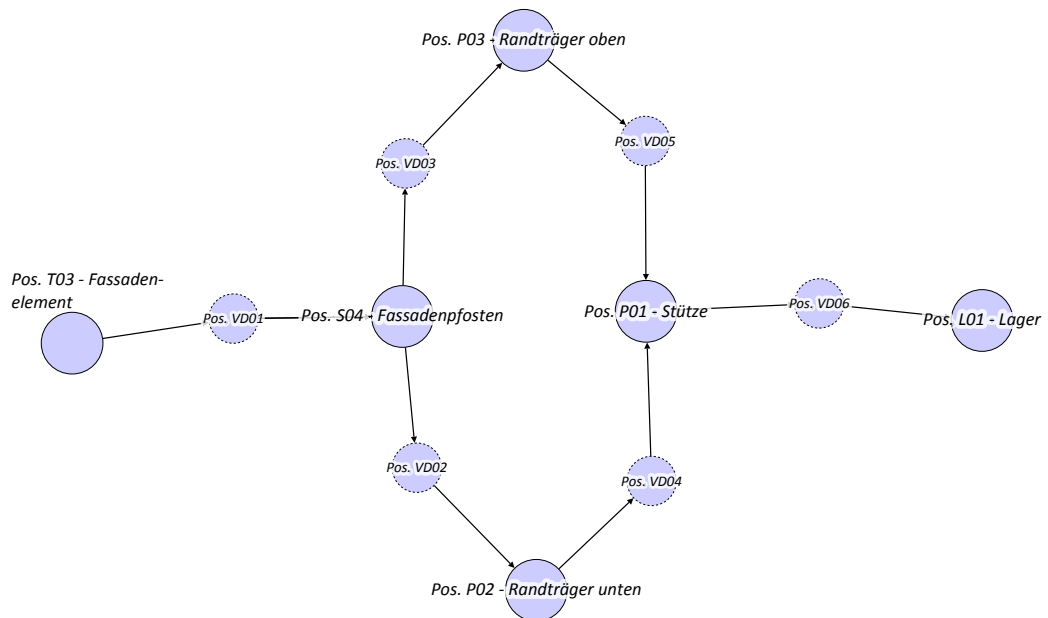 Pos. P03 - Randträger oben
Pos. VD05
Pos. VD03
Pos. T03 - Fassaden-
element
Pos. VD01
Pos. S04 - Fassadenpfosten
Pos. P01 - Stütze
Pos. VD06
Pos. L01 - Lager
Pos. VD02
Pos. VD04
Pos. P02 - Randträger unten